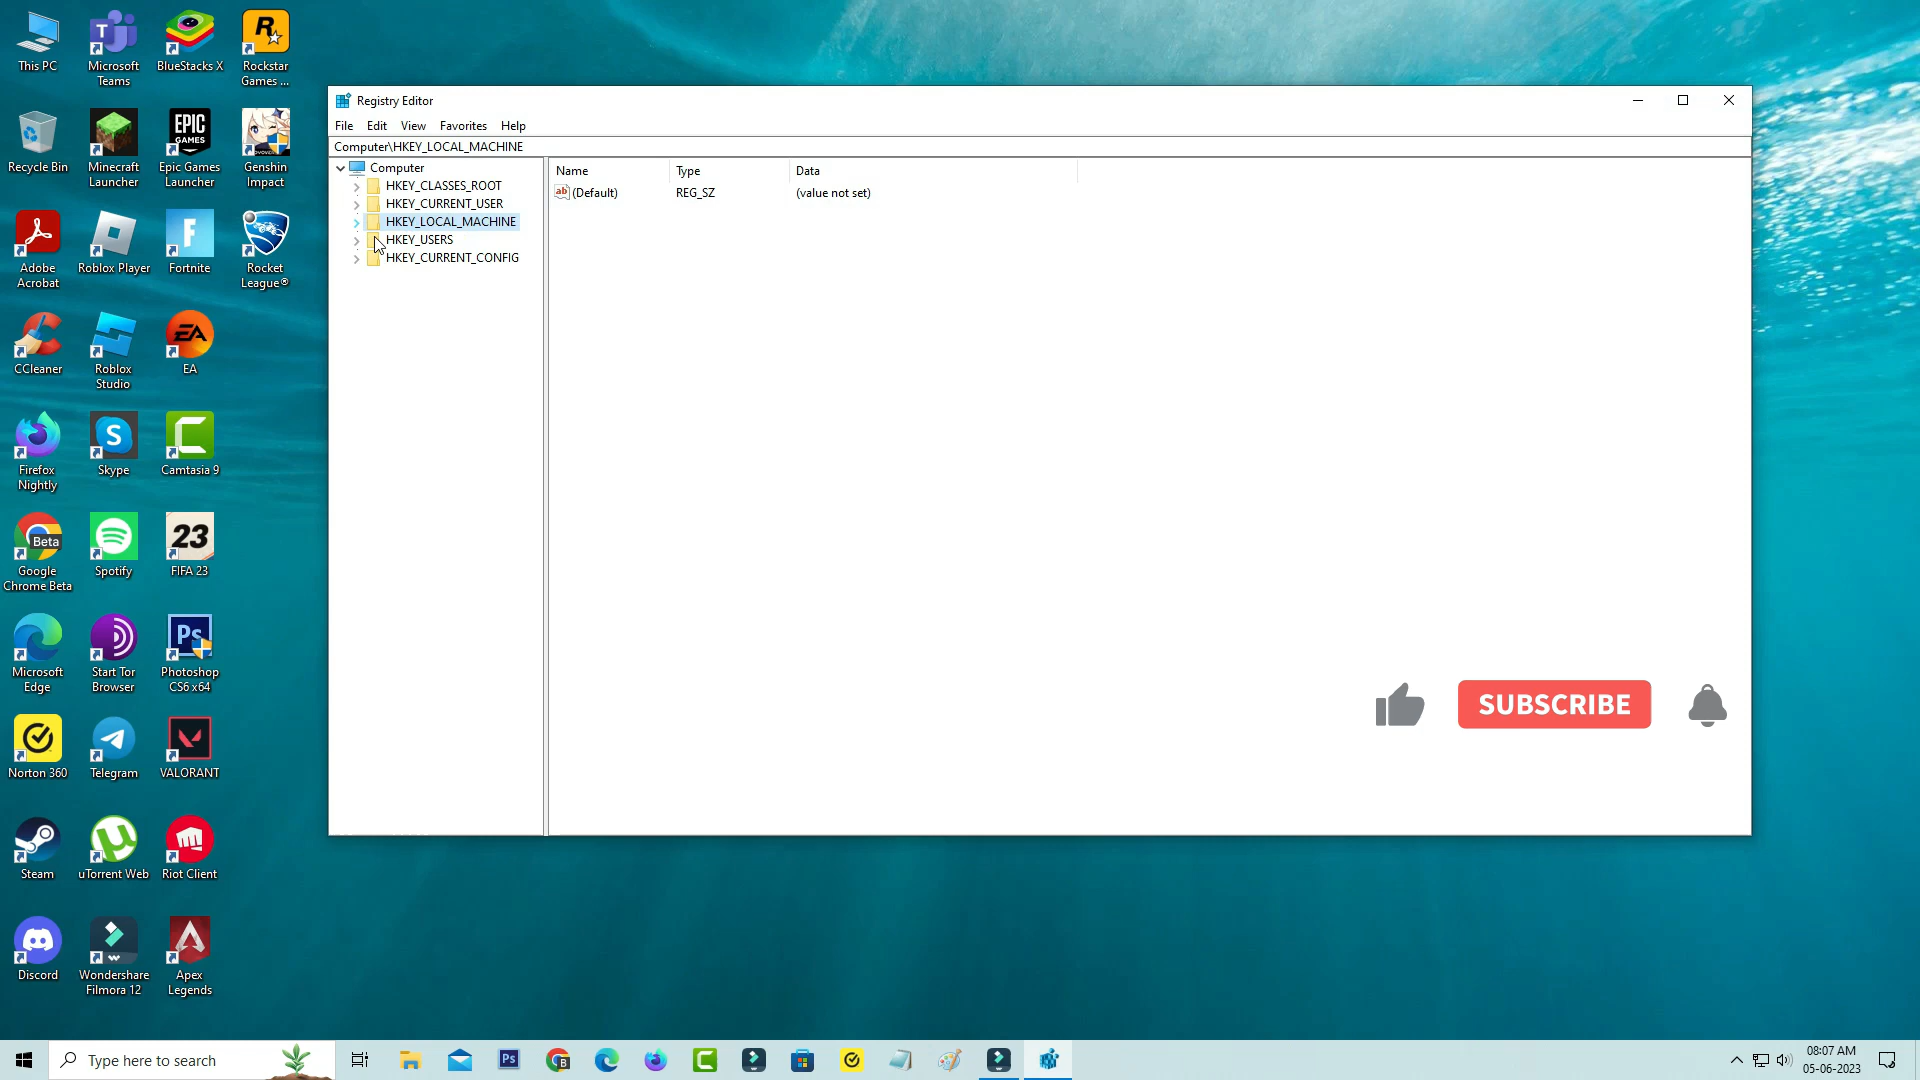 This PC
Microsoft
Teams
BlueStacks X
Rockstar
Games ...
Recycle Bin
Minecraft
Launcher
EPIC
GAMES
Epic Games
Launcher
Genshin
Impact
Adobe
Acrobat
Roblox Player
Fortnite
Rocket
League®
CCleaner
Roblox
Studio
EA
EA
Firefox
Nightly
Skype
Camtasia 9
Beta
Google
Chrome Beta
Spotify
23
FIFA 23
Microsoft
Edge
Start Tor
Browser
Ps
Photoshop
CS6 x64
Norton 360
Telegram
VALORANT
Steam
uTorrent Web
Riot Client
Discord
Wondershare
Filmora 12
Apex
Legends
Registry Editor
File Edit View Favorites Help
Computer\HKEY_LOCAL_MACHINE
Computer
HKEY_CLASSES_ROOT
HKEY_CURRENT_USER
HKEY_LOCAL_MACHINE
HKEY_USERS
HKEY_CURRENT_CONFIG
Name Type Data
ab (Default) REG_SZ (value not set)
SUBSCRIBE
Type here to search
Ps
08:07 AM
05-06-2023